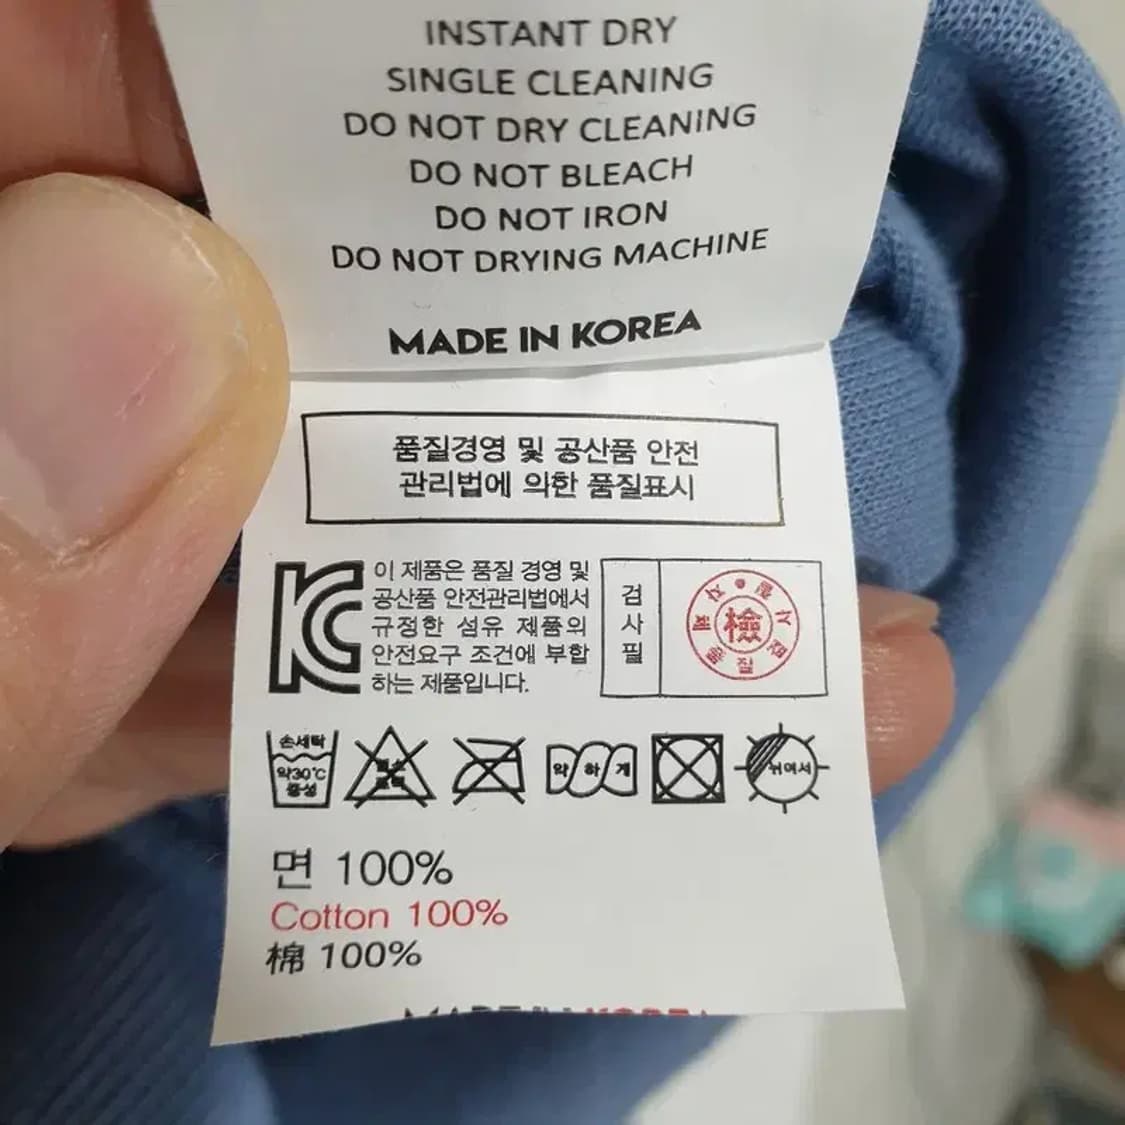 INSTANT DRY
SINGLE CLEANING
DO NOT DRY CLEANING
DO NOT BLEACH
DO NOT IRON
DO NOT DRYING MACHINE
MADE IN KOREA
품질경영 및 공산품 안전
관리법에 의한 품질표시
KC
이 제품은 품질 경영 및
공산품 안전관리법에서
규정한 섬유 제품의
안전요구 조건에 부합
하는 제품입니다.
검
사
필
檢
손세탁
약30℃
중성
약하게
뉘여서
면 100%
Cotton 100%
棉 100%